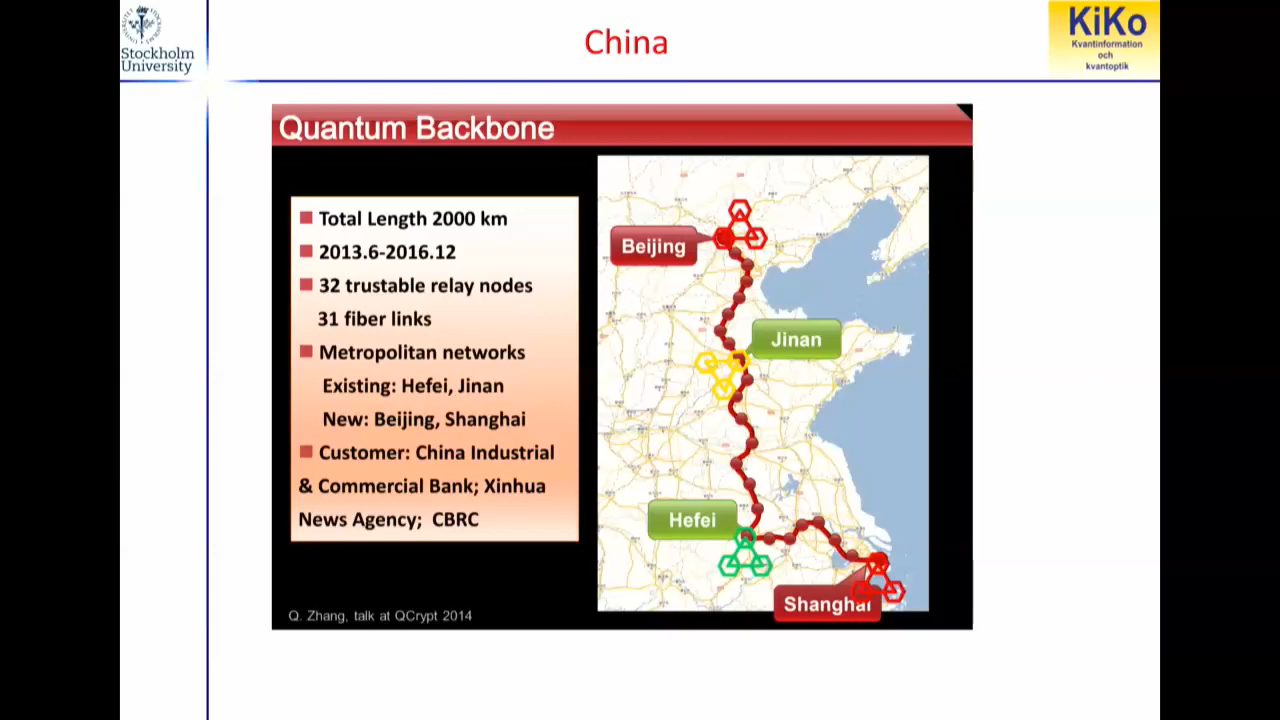 Stockholm
University
China
KiKo
Kvantinformation
och
kvantoptik
Quantum Backbone
Total Length 2000 km
2013.6-2016.12
32 trustable relay nodes
31 fiber links
Metropolitan networks
Existing: Hefei, Jinan
New: Beijing, Shanghai
Customer: China Industrial
& Commercial Bank; Xinhua
News Agency; CBRC
Beijing
Jinan
Hefei
Shanghai
Q. Zhang, talk at QCrypt 2014